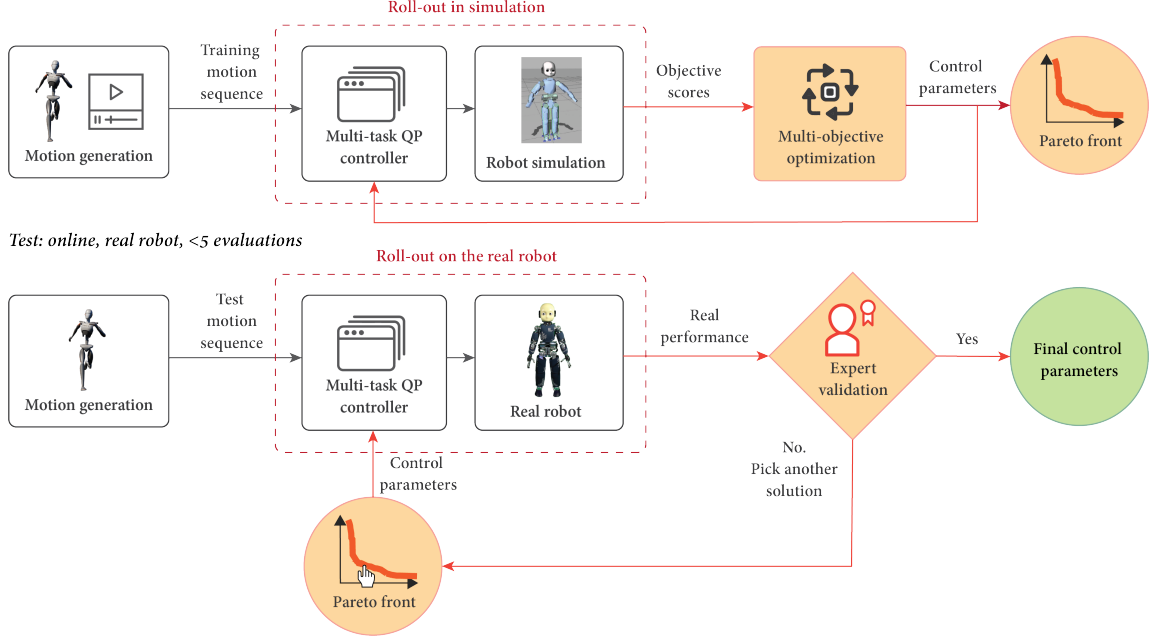 Roll-out in simulation
Training
motion
sequence
Objective
scores
Control
parameters
Motion generation
Multi-task QP
controller
Robot simulation
Multi-objective
optimization
Pareto front
Test: online, real robot, <5 evaluations
Roll-out on the real robot
Test
motion
sequence
Real
performance
Yes
Motion generation
Multi-task QP
controller
Real robot
Expert
validation
Final control
parameters
Control
parameters
No.
Pick another
solution
Pareto front